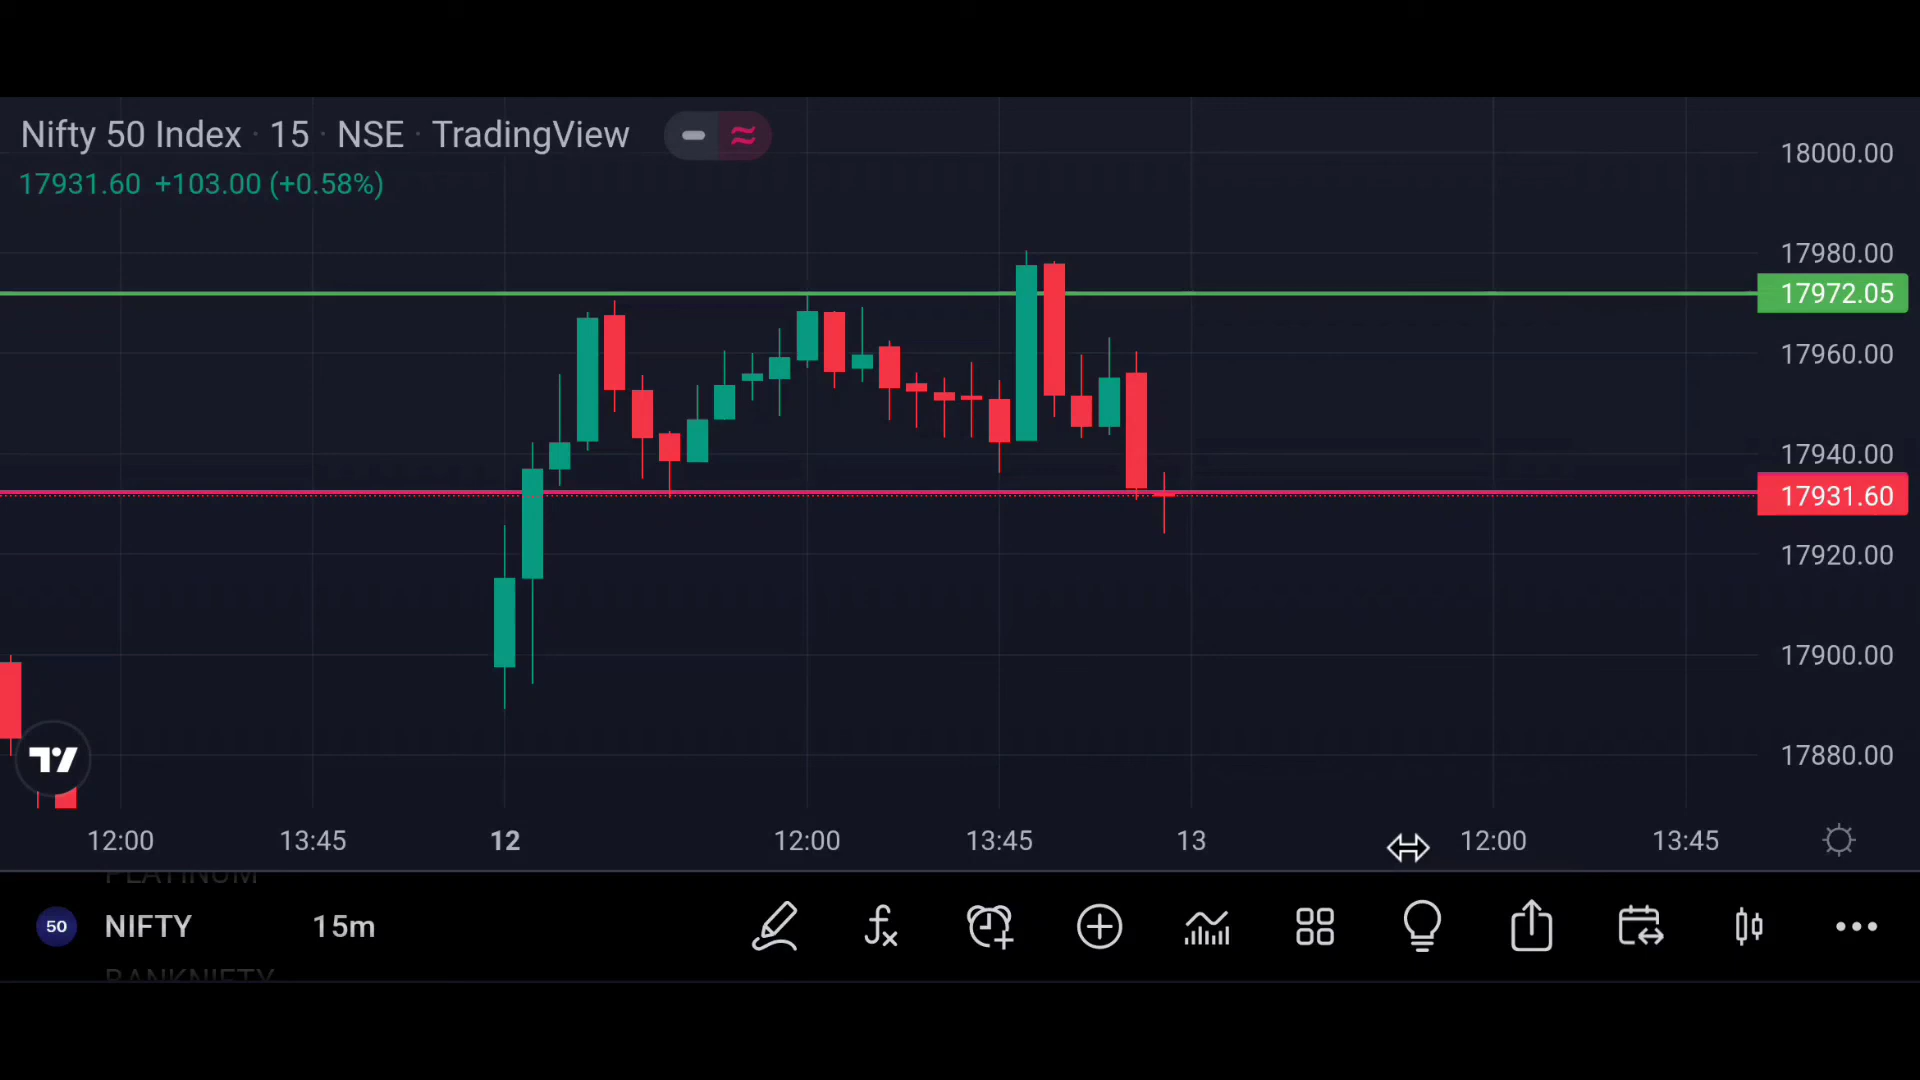 Nifty 50 Index · 15 · NSE · TradingView
17931.60 +103.00 (+0.58%)
18000.00
17980.00
17972.05
17960.00
17940.00
17931.60
17920.00
17900.00
17880.00
12:00 13:45 12 12:00 13:45 13 12:00 13:45
PLATINUM
50 NIFTY 15m
BANKNIFTY